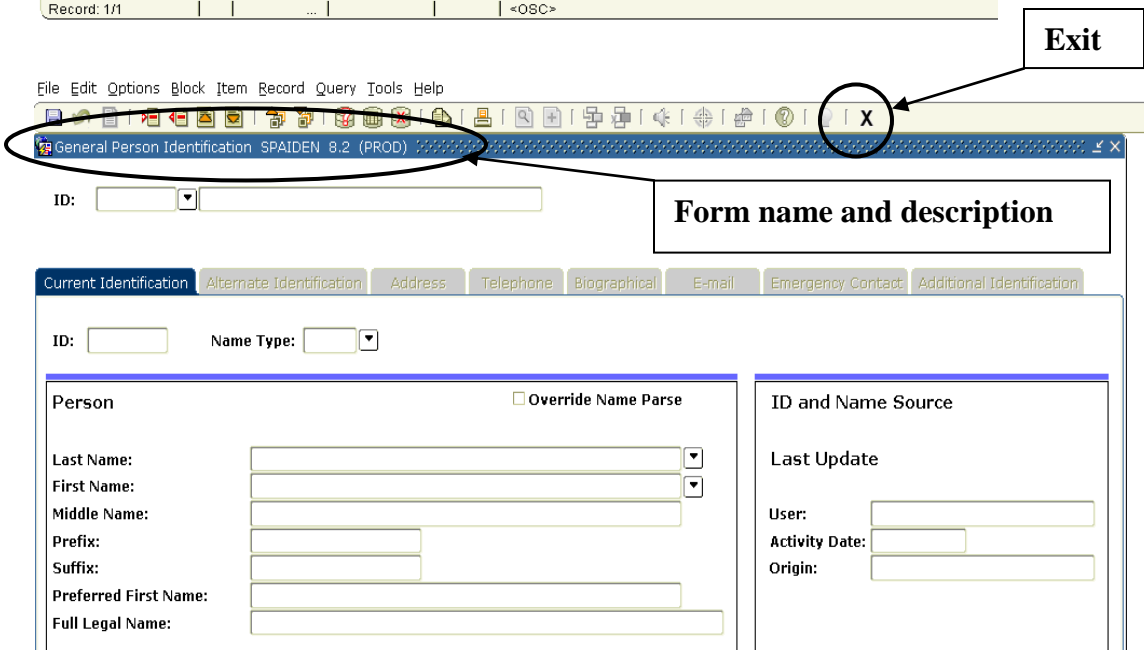 Record: 1/1 ... <OSC>
Exit
File Edit Options Block Item Record Query Tools Help
X
General Person Identification SPAIDEN 8.2 (PROD)
ID:
Form name and description
Current Identification Alternate Identification Address Telephone Biographical E-mail Emergency Contact Additional Identification
ID: Name Type:
Person Override Name Parse
ID and Name Source
Last Name:
Last Update
First Name:
Middle Name:
User:
Prefix:
Activity Date:
Suffix:
Origin:
Preferred First Name:
Full Legal Name: